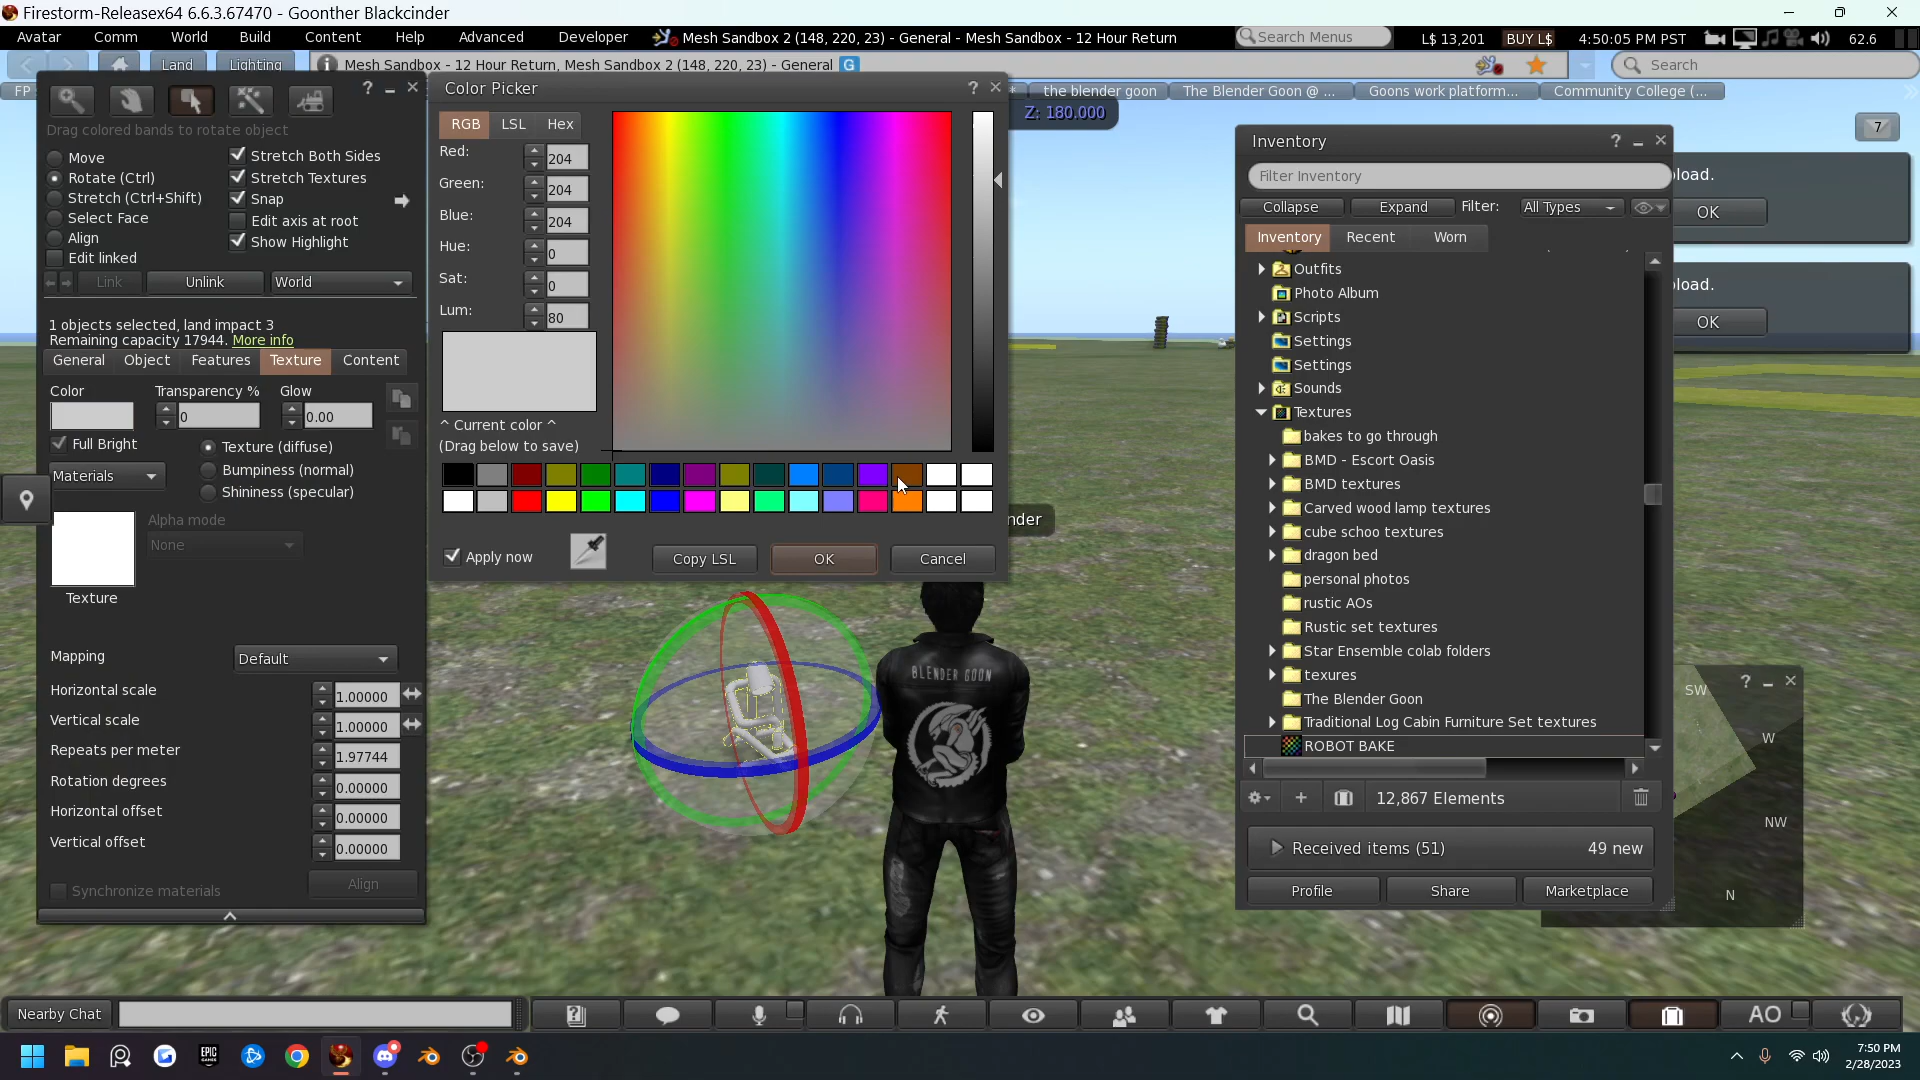 Firestorm-Releasex64 6.6.3.67470 - Goonther Blackcinder
Avatar Comm World Build Content Help Advanced Developer Mesh Sandbox 2 (148, 220, 23) - General - Mesh Sandbox - 12 Hour Return Search Menus L$ 13,201 BUY L$ 4:50:05 PM PST 62.6
Land Lighting Mesh Sandbox - 12 Hour Return, Mesh Sandbox 2 (148, 220, 23) - General G Search
FP the blender goon The Blender Goon @ ... Goons work platform... Community College (...
Z: 180.000
7
Drag colored bands to rotate object
Move
Rotate (Ctrl)
Stretch (Ctrl+Shift)
Select Face
Align
Edit linked
Stretch Both Sides
Stretch Textures
Snap
Edit axis at root
Show Highlight
Link Unlink World
1 objects selected, land impact 3
Remaining capacity 17944. More info
General Object Features Texture Content
Color Transparency % Glow
0 0.00
Full Bright
Texture (diffuse)
Materials
Bumpiness (normal)
Shininess (specular)
Alpha mode
None
Texture
Mapping Default
Horizontal scale 1.00000
Vertical scale 1.00000
Repeats per meter 1.97744
Rotation degrees 0.00000
Horizontal offset 0.00000
Vertical offset 0.00000
Synchronize materials Align
Color Picker
RGB LSL Hex
Red: 204
Green: 204
Blue: 204
Hue: 0
Sat: 0
Lum: 80
^ Current color ^
(Drag below to save)
Apply now Copy LSL OK Cancel
nder
BLENDER GOON
Inventory
Filter Inventory
Collapse Expand Filter: All Types
Inventory Recent Worn
Outfits
Photo Album
Scripts
Settings
Settings
Sounds
Textures
bakes to go through
BMD - Escort Oasis
BMD textures
Carved wood lamp textures
cube schoo textures
dragon bed
personal photos
rustic AOs
Rustic set textures
Star Ensemble colab folders
texures
The Blender Goon
Traditional Log Cabin Furniture Set textures
ROBOT BAKE
12,867 Elements
Received items (51) 49 new
Profile Share Marketplace
oload.
OK
oload.
OK
SW
W
NW
N
Nearby Chat AO
EPIC GAMES
7:50 PM
2/28/2023